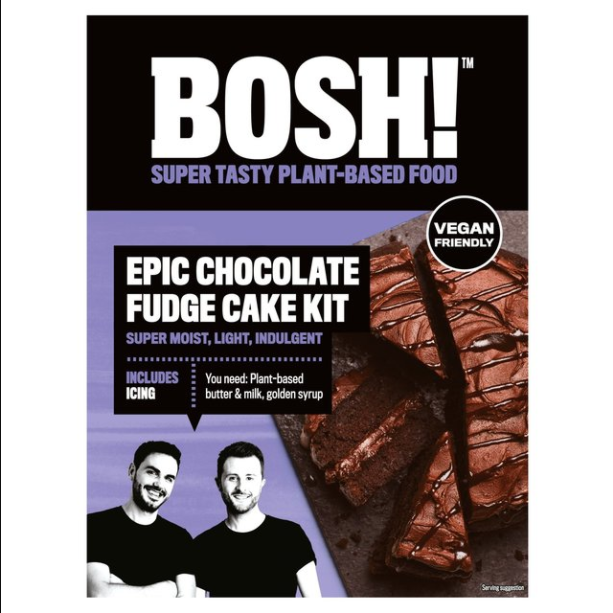 BOSH!™
SUPER TASTY PLANT-BASED FOOD
VEGAN
FRIENDLY
EPIC CHOCOLATE
FUDGE CAKE KIT
SUPER MOIST, LIGHT, INDULGENT
INCLUDES
ICING
You need: Plant-based
butter & milk, golden syrup
Serving suggestion